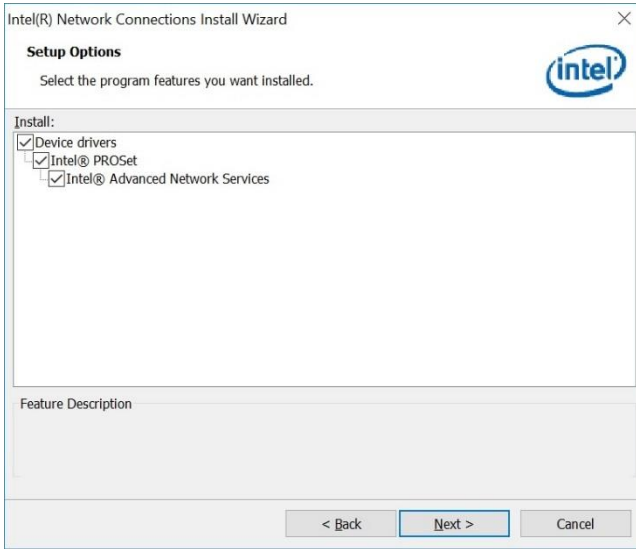 Intel(R) Network Connections Install Wizard
Setup Options
Select the program features you want installed.
intel
Install:
Device drivers
Intel® PROSet
Intel® Advanced Network Services
Feature Description
< Back
Next >
Cancel